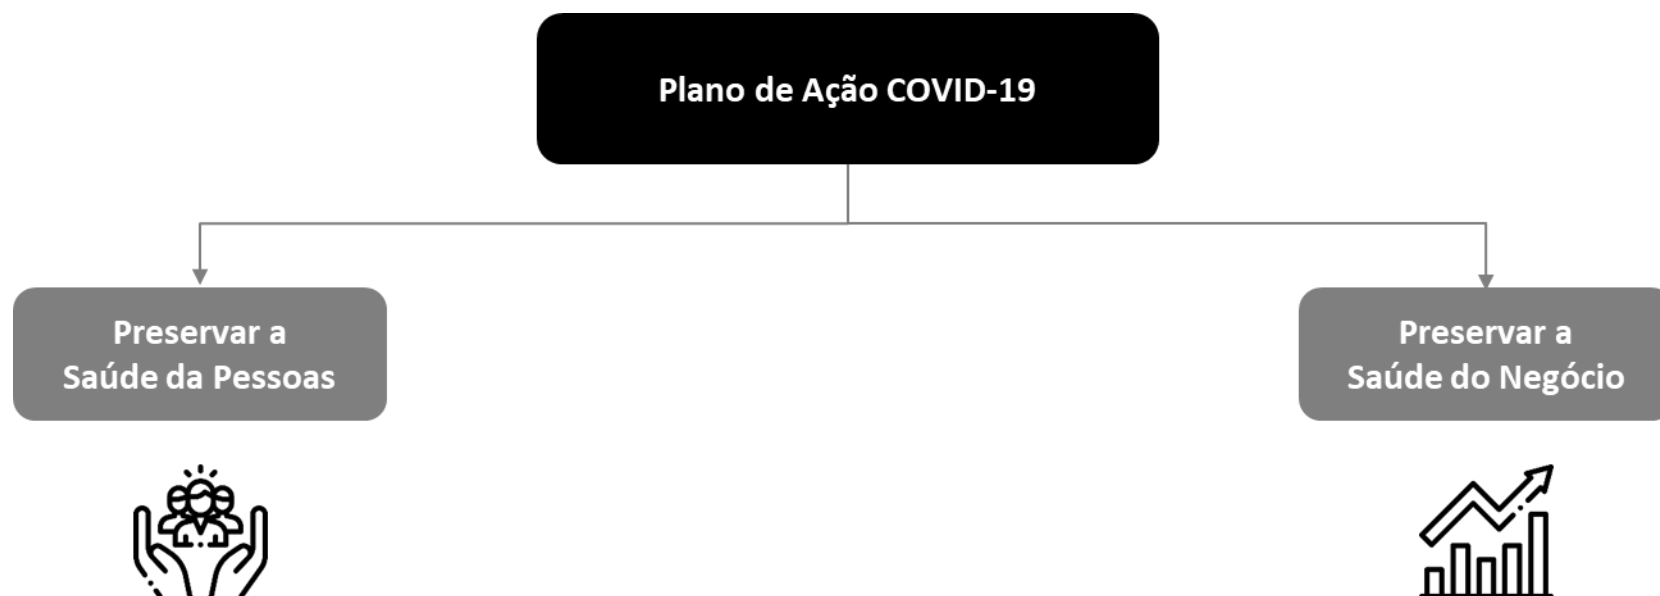 Plano de Ação COVID-19
Preservar a
Saúde da Pessoas
Preservar a
Saúde do Negócio